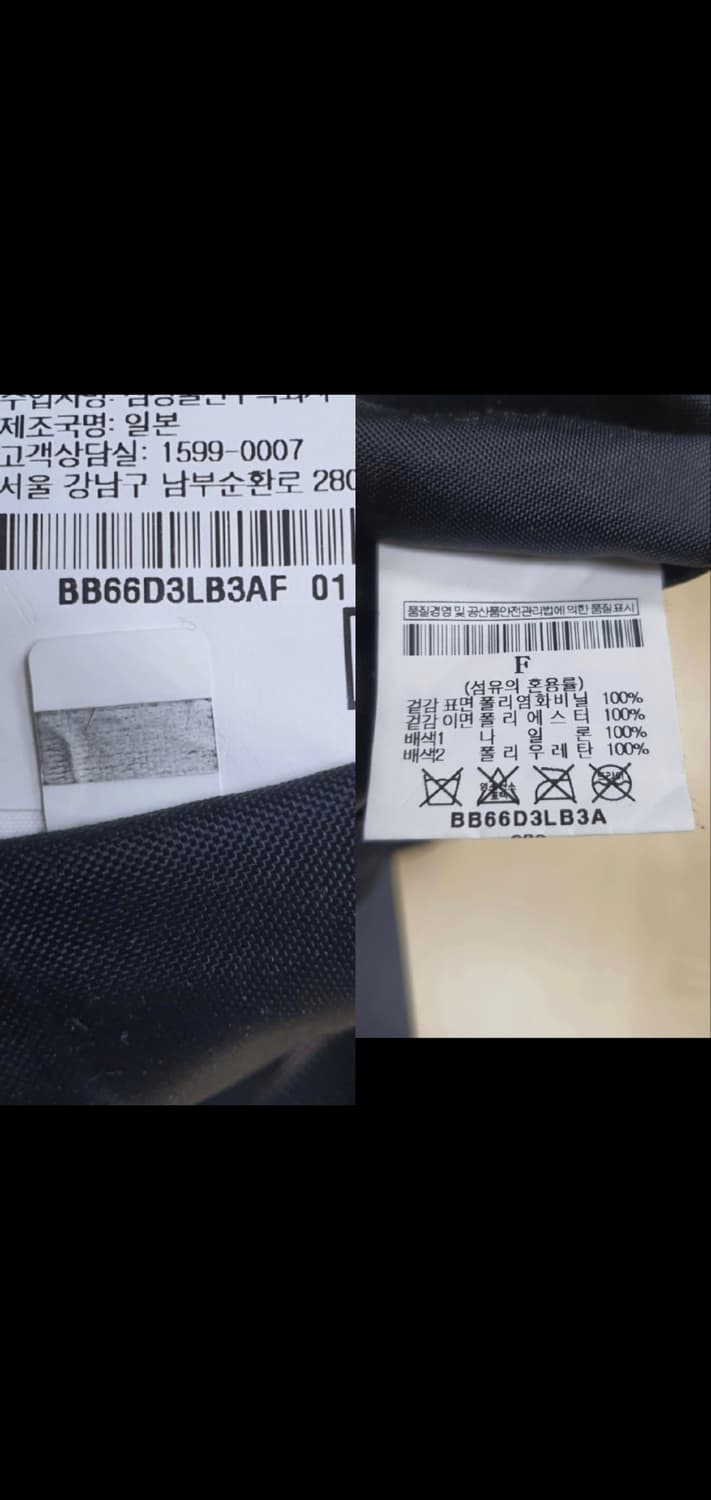 제조국명: 일본
고객상담실: 1599-0007
서울 강남구 남부순환로 280
BB66D3LB3AF 01
품질경영 및 공산품안전관리법에 의한 품질표시
F
(섬유의 혼용률)
겉감 표면 폴리염화비닐 100%
겉감 이면 폴리에스터 100%
배색1 나일론 100%
배색2 폴리우레탄 100%
드라이
BB66D3LB3A